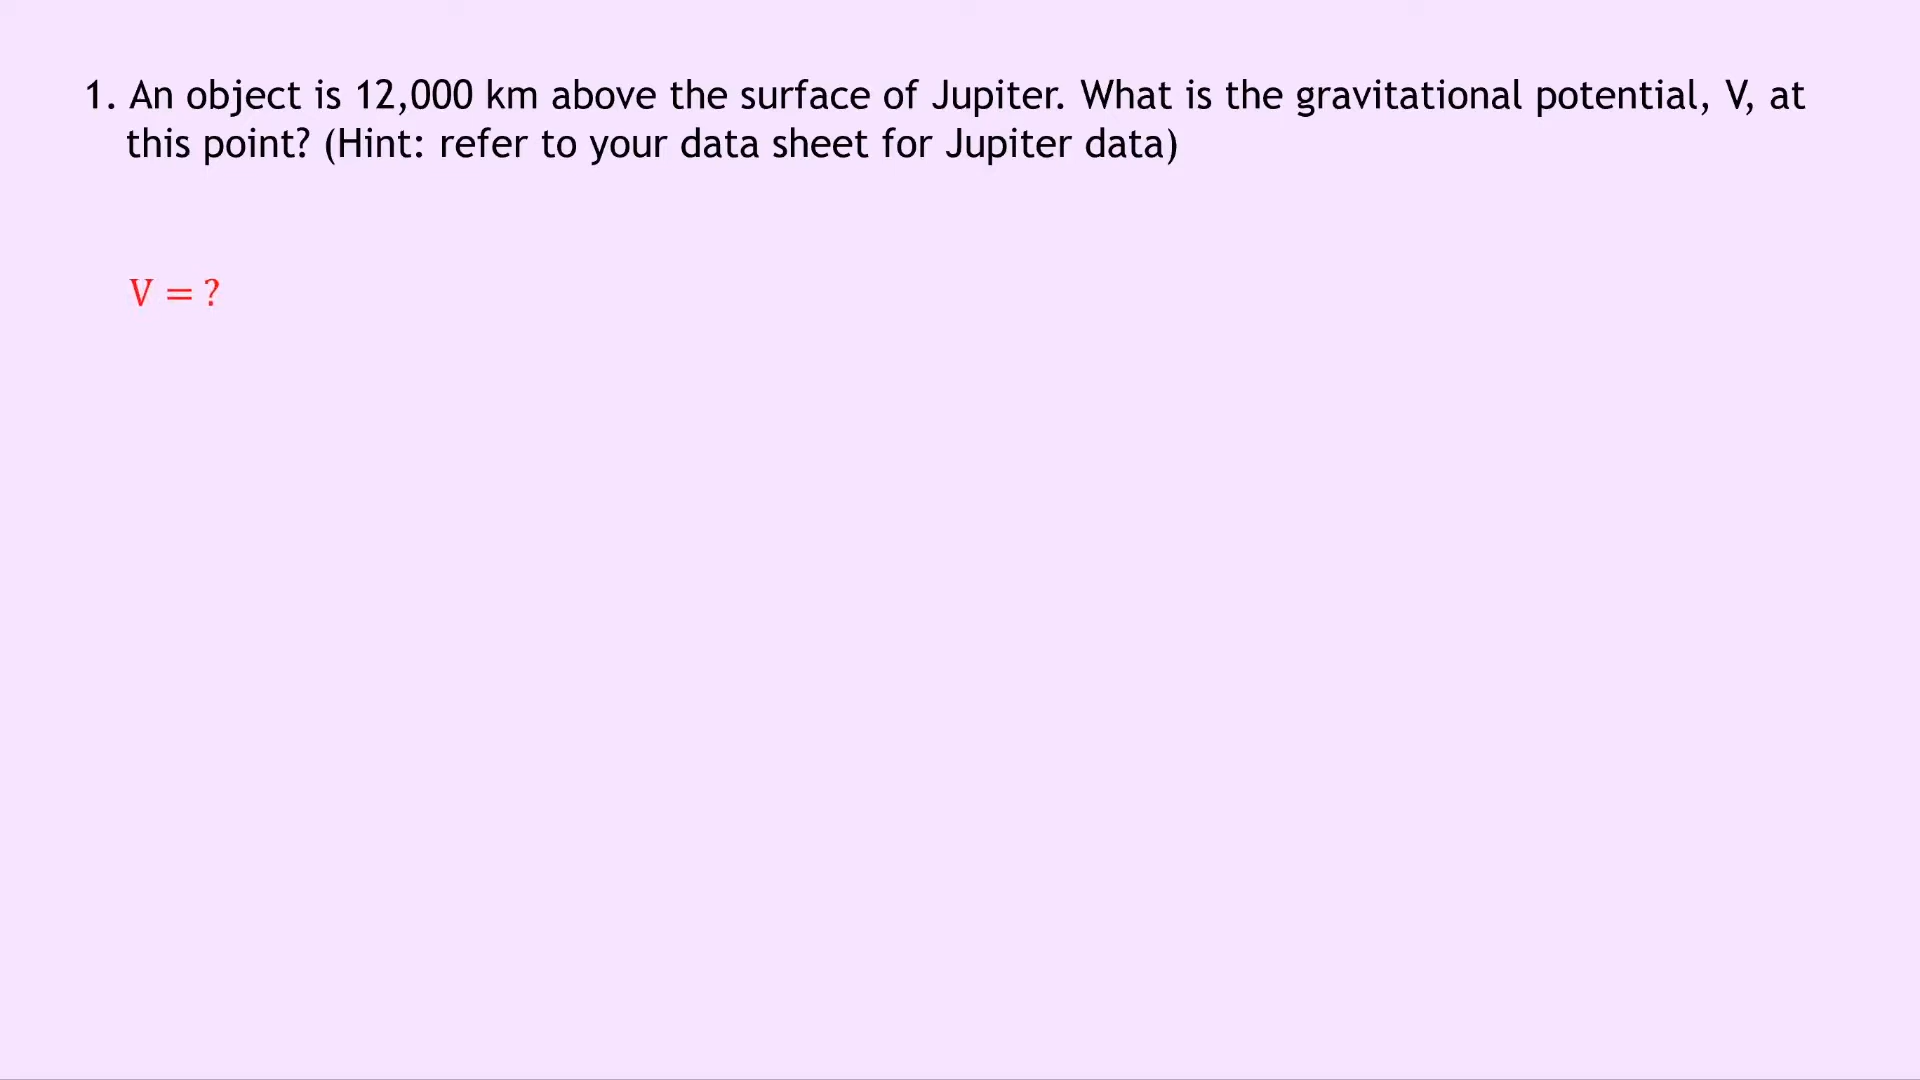 1. An object is 12,000 km above the surface of Jupiter. What is the gravitational potential, V, at
this point? (Hint: refer to your data sheet for Jupiter data)
V = ?